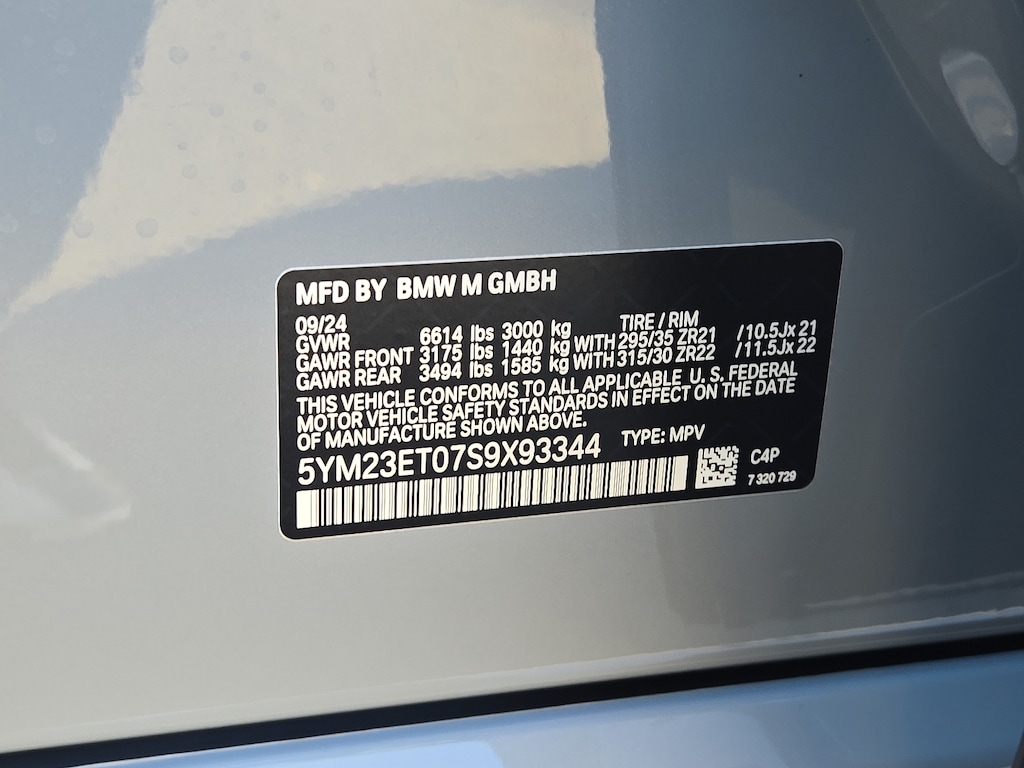 MFD BY BMW M GMBH
09/24 TIRE / RIM
GVWR 6614 lbs 3000 kg
GAWR FRONT 3175 lbs 1440 kg WITH 295/35 ZR21 /10.5Jx 21
GAWR REAR 3494 lbs 1585 kg WITH 315/30 ZR22 /11.5Jx 22
THIS VEHICLE CONFORMS TO ALL APPLICABLE U. S. FEDERAL
MOTOR VEHICLE SAFETY STANDARDS IN EFFECT ON THE DATE
OF MANUFACTURE SHOWN ABOVE.
5YM23ET07S9X93344 TYPE: MPV
C4P
7 320 729